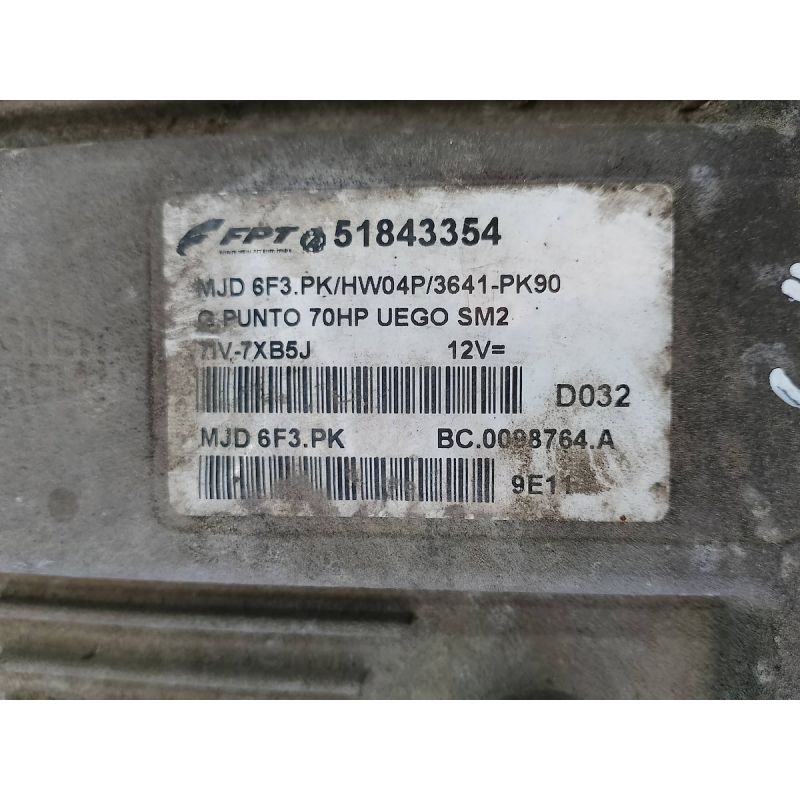 FPT 51843354
MJD 6F3.PK/HW04P/3641-PK90
G.PUNTO 70HP UEGO SM2
7IV.-7XB5J 12V=
D032
MJD 6F3.PK BC.0098764.A
9E11